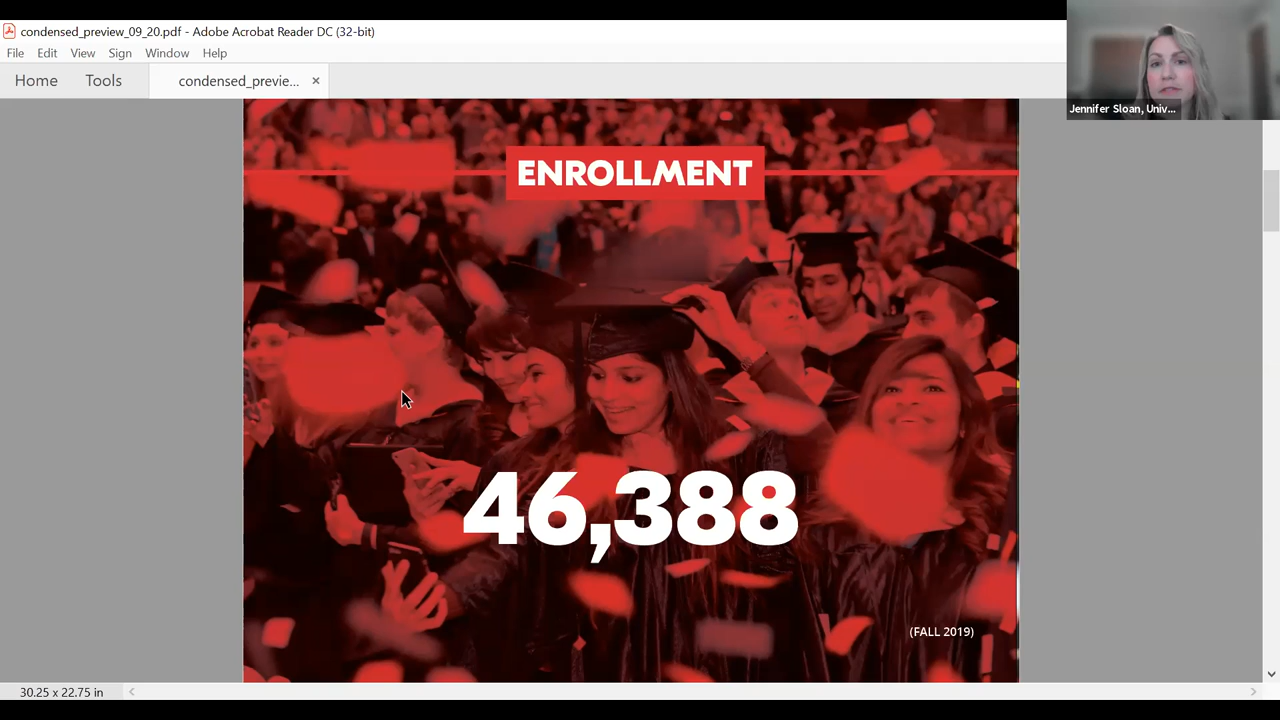 condensed_preview_09_20.pdf - Adobe Acrobat Reader DC (32-bit)
File Edit View Sign Window Help
Home Tools condensed_previe... ×
Jennifer Sloan, Univ...
ENROLLMENT
46,388
(FALL 2019)
30.25 x 22.75 in